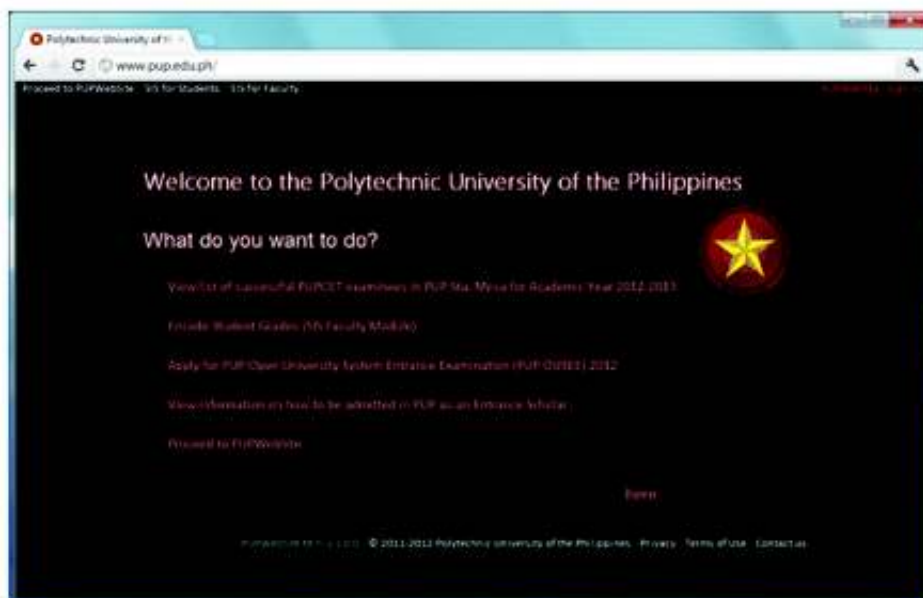 Polytechnic University of t
www.pup.edu.ph/
Proceed to PUPWebSite SIS for Students SIS for Faculty
Welcome to the Polytechnic University of the Philippines
What do you want to do?
View list of successful PUPCET examinees in PUP Sta. Mesa for Academic Year 2012-2013
Encode Student Grades (SIS Faculty Module)
Apply for PUP Open University System Entrance Examination (PUP OUSEE) 2012
View information on how to be admitted in PUP as an Entrance Scholar
Proceed to PUPWebSite
here
© 2011-2012 Polytechnic University of the Philippines Privacy Terms of Use Contact us